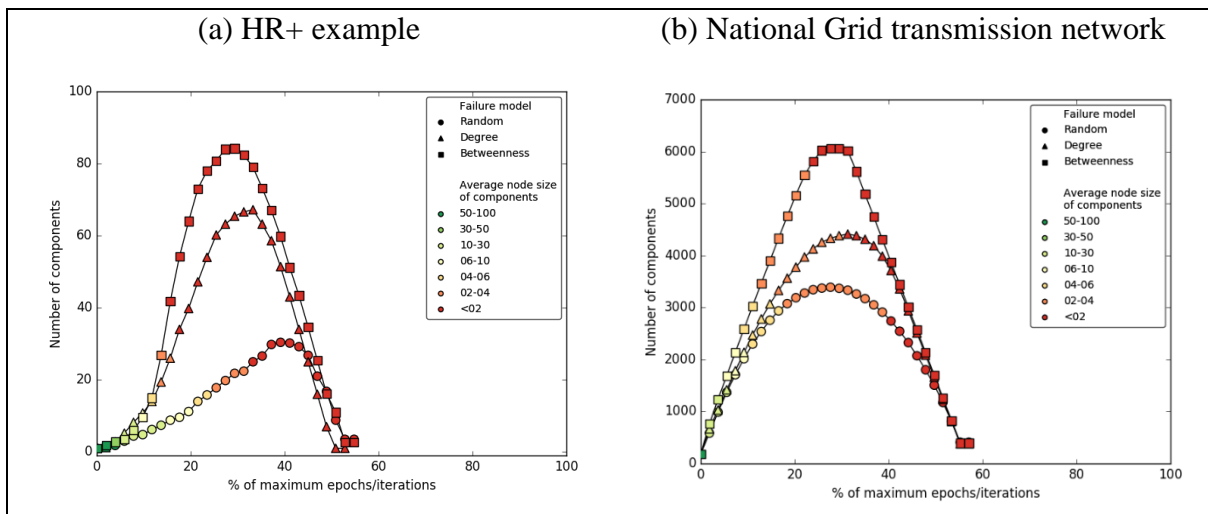 (a) HR+ example
100
80
60
40
20
0
Number of components
0 20 40 60 80 100
% of maximum epochs/iterations
Failure model
Random
Degree
Betweenness
Average node size
of components
50-100
30-50
10-30
06-10
04-06
02-04
<02
(b) National Grid transmission network
7000
6000
5000
4000
3000
2000
1000
0
Number of components
0 20 40 60 80 100
% of maximum epochs/iterations
Failure model
Random
Degree
Betweenness
Average node size
of components
50-100
30-50
10-30
06-10
04-06
02-04
<02